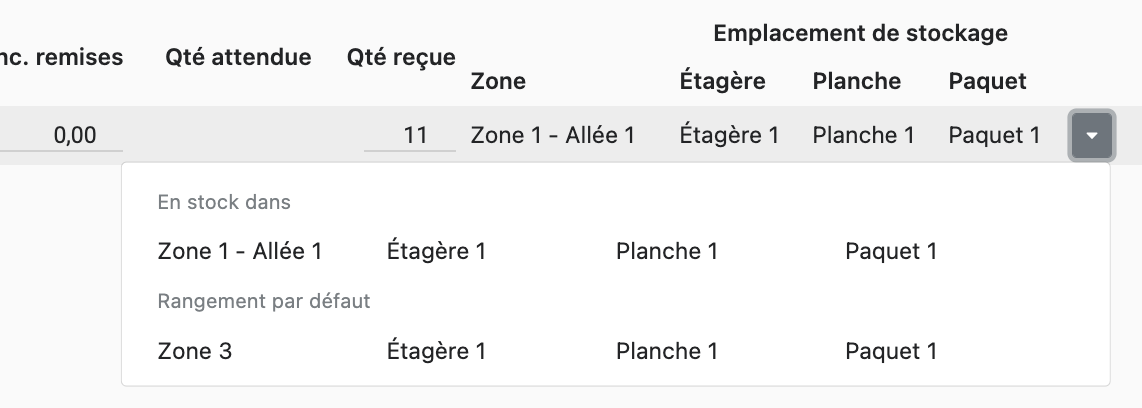 Emplacement de stockage
nc. remises Qté attendue Qté reçue
Zone Étagère Planche Paquet
0,00 11 Zone 1 - Allée 1 Étagère 1 Planche 1 Paquet 1
En stock dans
Zone 1 - Allée 1 Étagère 1 Planche 1 Paquet 1
Rangement par défaut
Zone 3 Étagère 1 Planche 1 Paquet 1